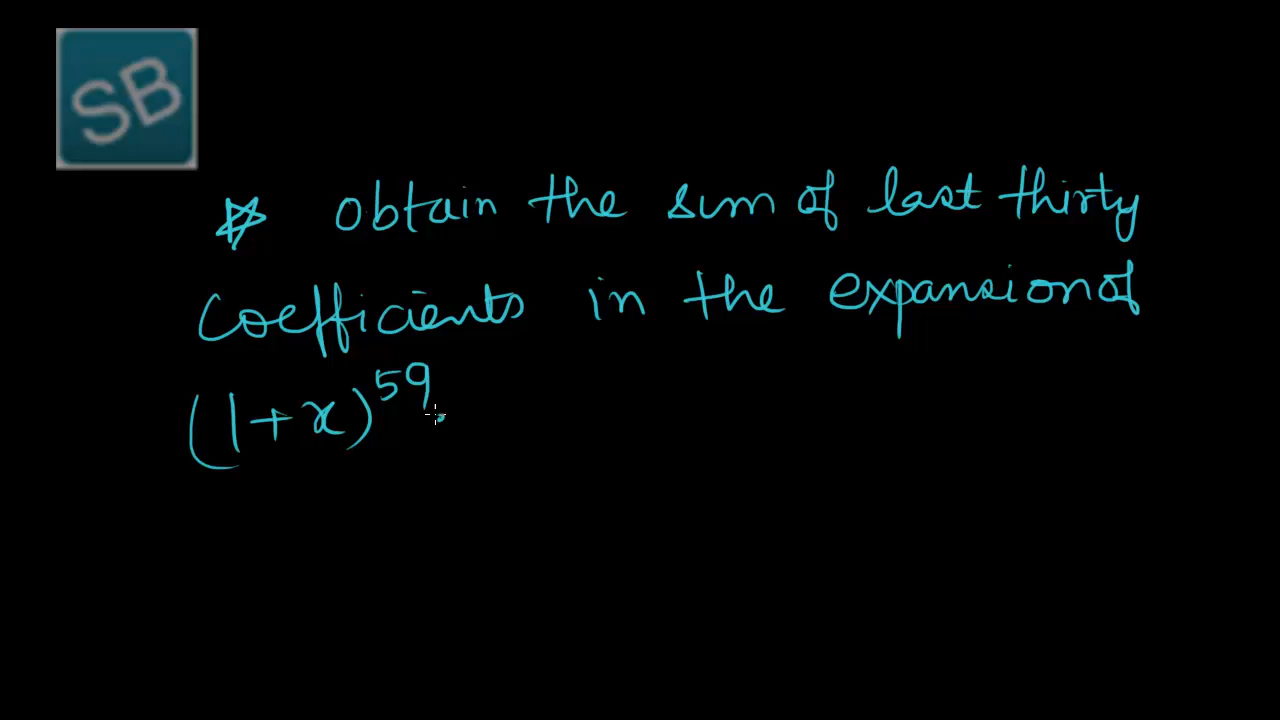 SB
* obtain the sum of last thirty
Coefficients in the expansion of
(1+x)^59.